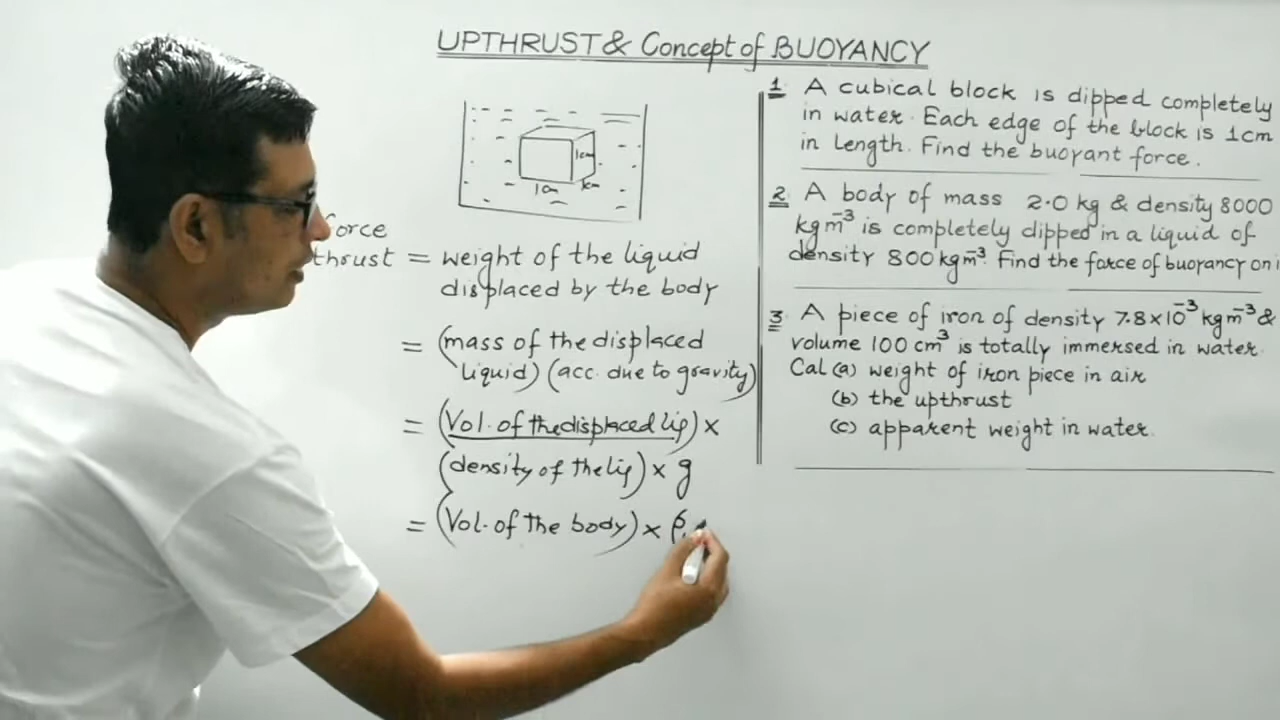 UPTHRUST & Concept of BUOYANCY
1cm
1cm
1cm
force
thrust = weight of the liquid
displaced by the body
= (mass of the displaced
liquid) (acc. due to gravity)
= (Vol. of the displaced liq) ×
(density of the liq) × g
= (Vol. of the body) × (ρ
1 A cubical block is dipped completely
in water. Each edge of the block is 1cm
in length. Find the buoyant force.
2 A body of mass 2.0 kg & density 8000
kgm⁻³ is completely dipped in a liquid of
density 800 kgm⁻³. Find the force of buoyancy on i
3 A piece of iron of density 7.8×10⁻³ kgm⁻³ &
volume 100 cm³ is totally immersed in water.
Cal (a) weight of iron piece in air
(b) the upthrust
(c) apparent weight in water.